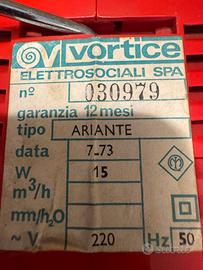 vortice
ELETTROSOCIALI SPA
nº 030979
garanzia 12 mesi
tipo ARIANTE
data 7-73
W 15
m³/h
mm/h²O
~ V 220 Hz 50
Subito